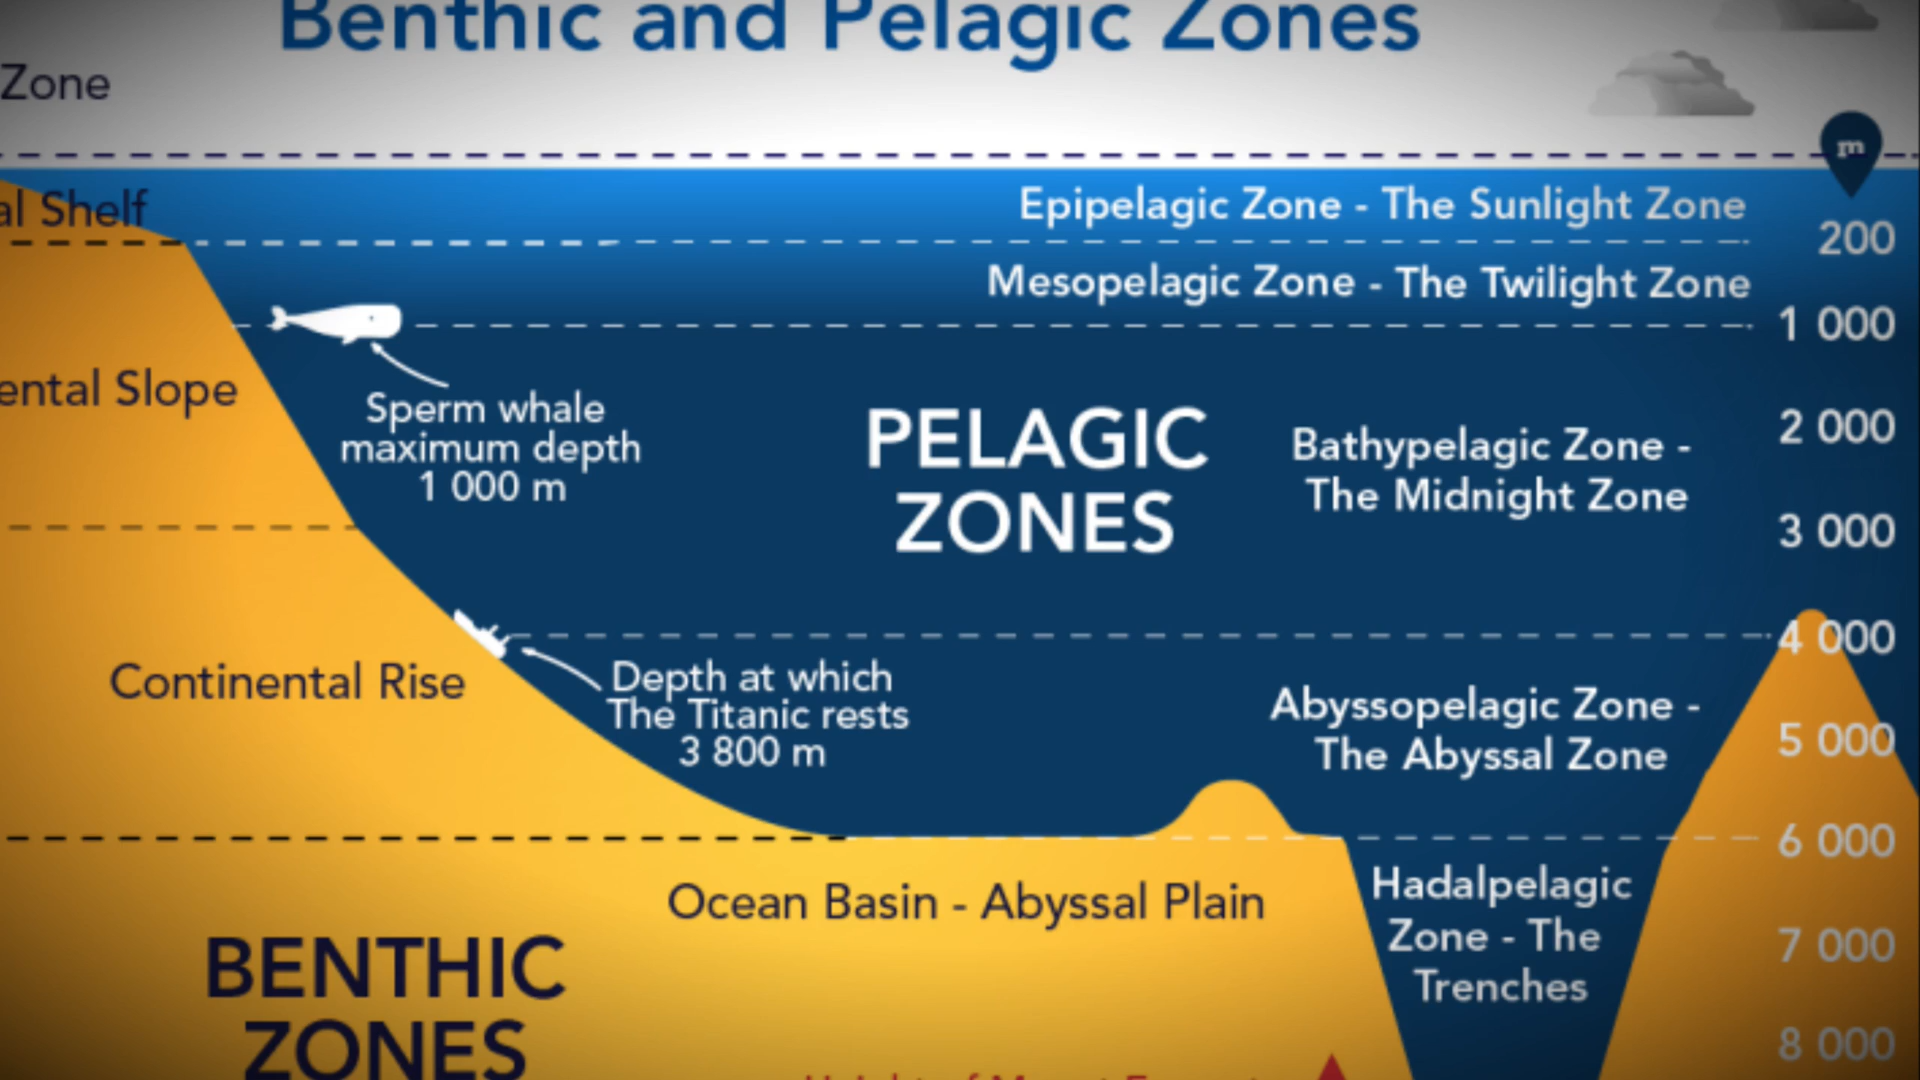 Benthic and Pelagic Zones
Zone
m
al Shelf
Epipelagic Zone - The Sunlight Zone
200
Mesopelagic Zone - The Twilight Zone
1 000
ental Slope
Sperm whale
maximum depth
1 000 m
PELAGIC
ZONES
Bathypelagic Zone -
The Midnight Zone
2 000
3 000
4 000
Continental Rise
Depth at which
The Titanic rests
3 800 m
Abyssopelagic Zone -
The Abyssal Zone
5 000
6 000
Ocean Basin - Abyssal Plain
Hadalpelagic
Zone - The
Trenches
7 000
8 000
BENTHIC
ZONES